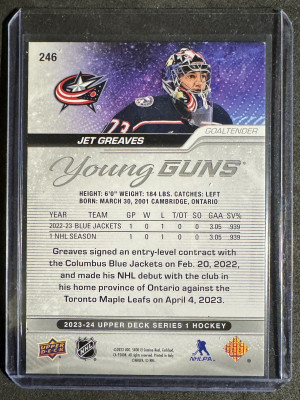 246
73
JET GREAVES
GOALTENDER
Young GUNS®
HEIGHT: 6'0" WEIGHT: 184 LBS. CATCHES: LEFT
BORN: MARCH 30, 2001 CAMBRIDGE, ONTARIO
YEAR TEAM GP W L T/OT SO GAA SV%
2022-23 BLUE JACKETS 1 0 1 0 0 3.05 .939
1 NHL SEASON 1 0 1 0 0 3.05 .939
Greaves signed an entry-level contract with
the Columbus Blue Jackets on Feb. 20, 2022,
and made his NHL debut with the club in
his home province of Ontario against the
Toronto Maple Leafs on April 4, 2023.
2023-24 UPPER DECK SERIES 1 HOCKEY
UPPER DECK
NHL
NHLPA